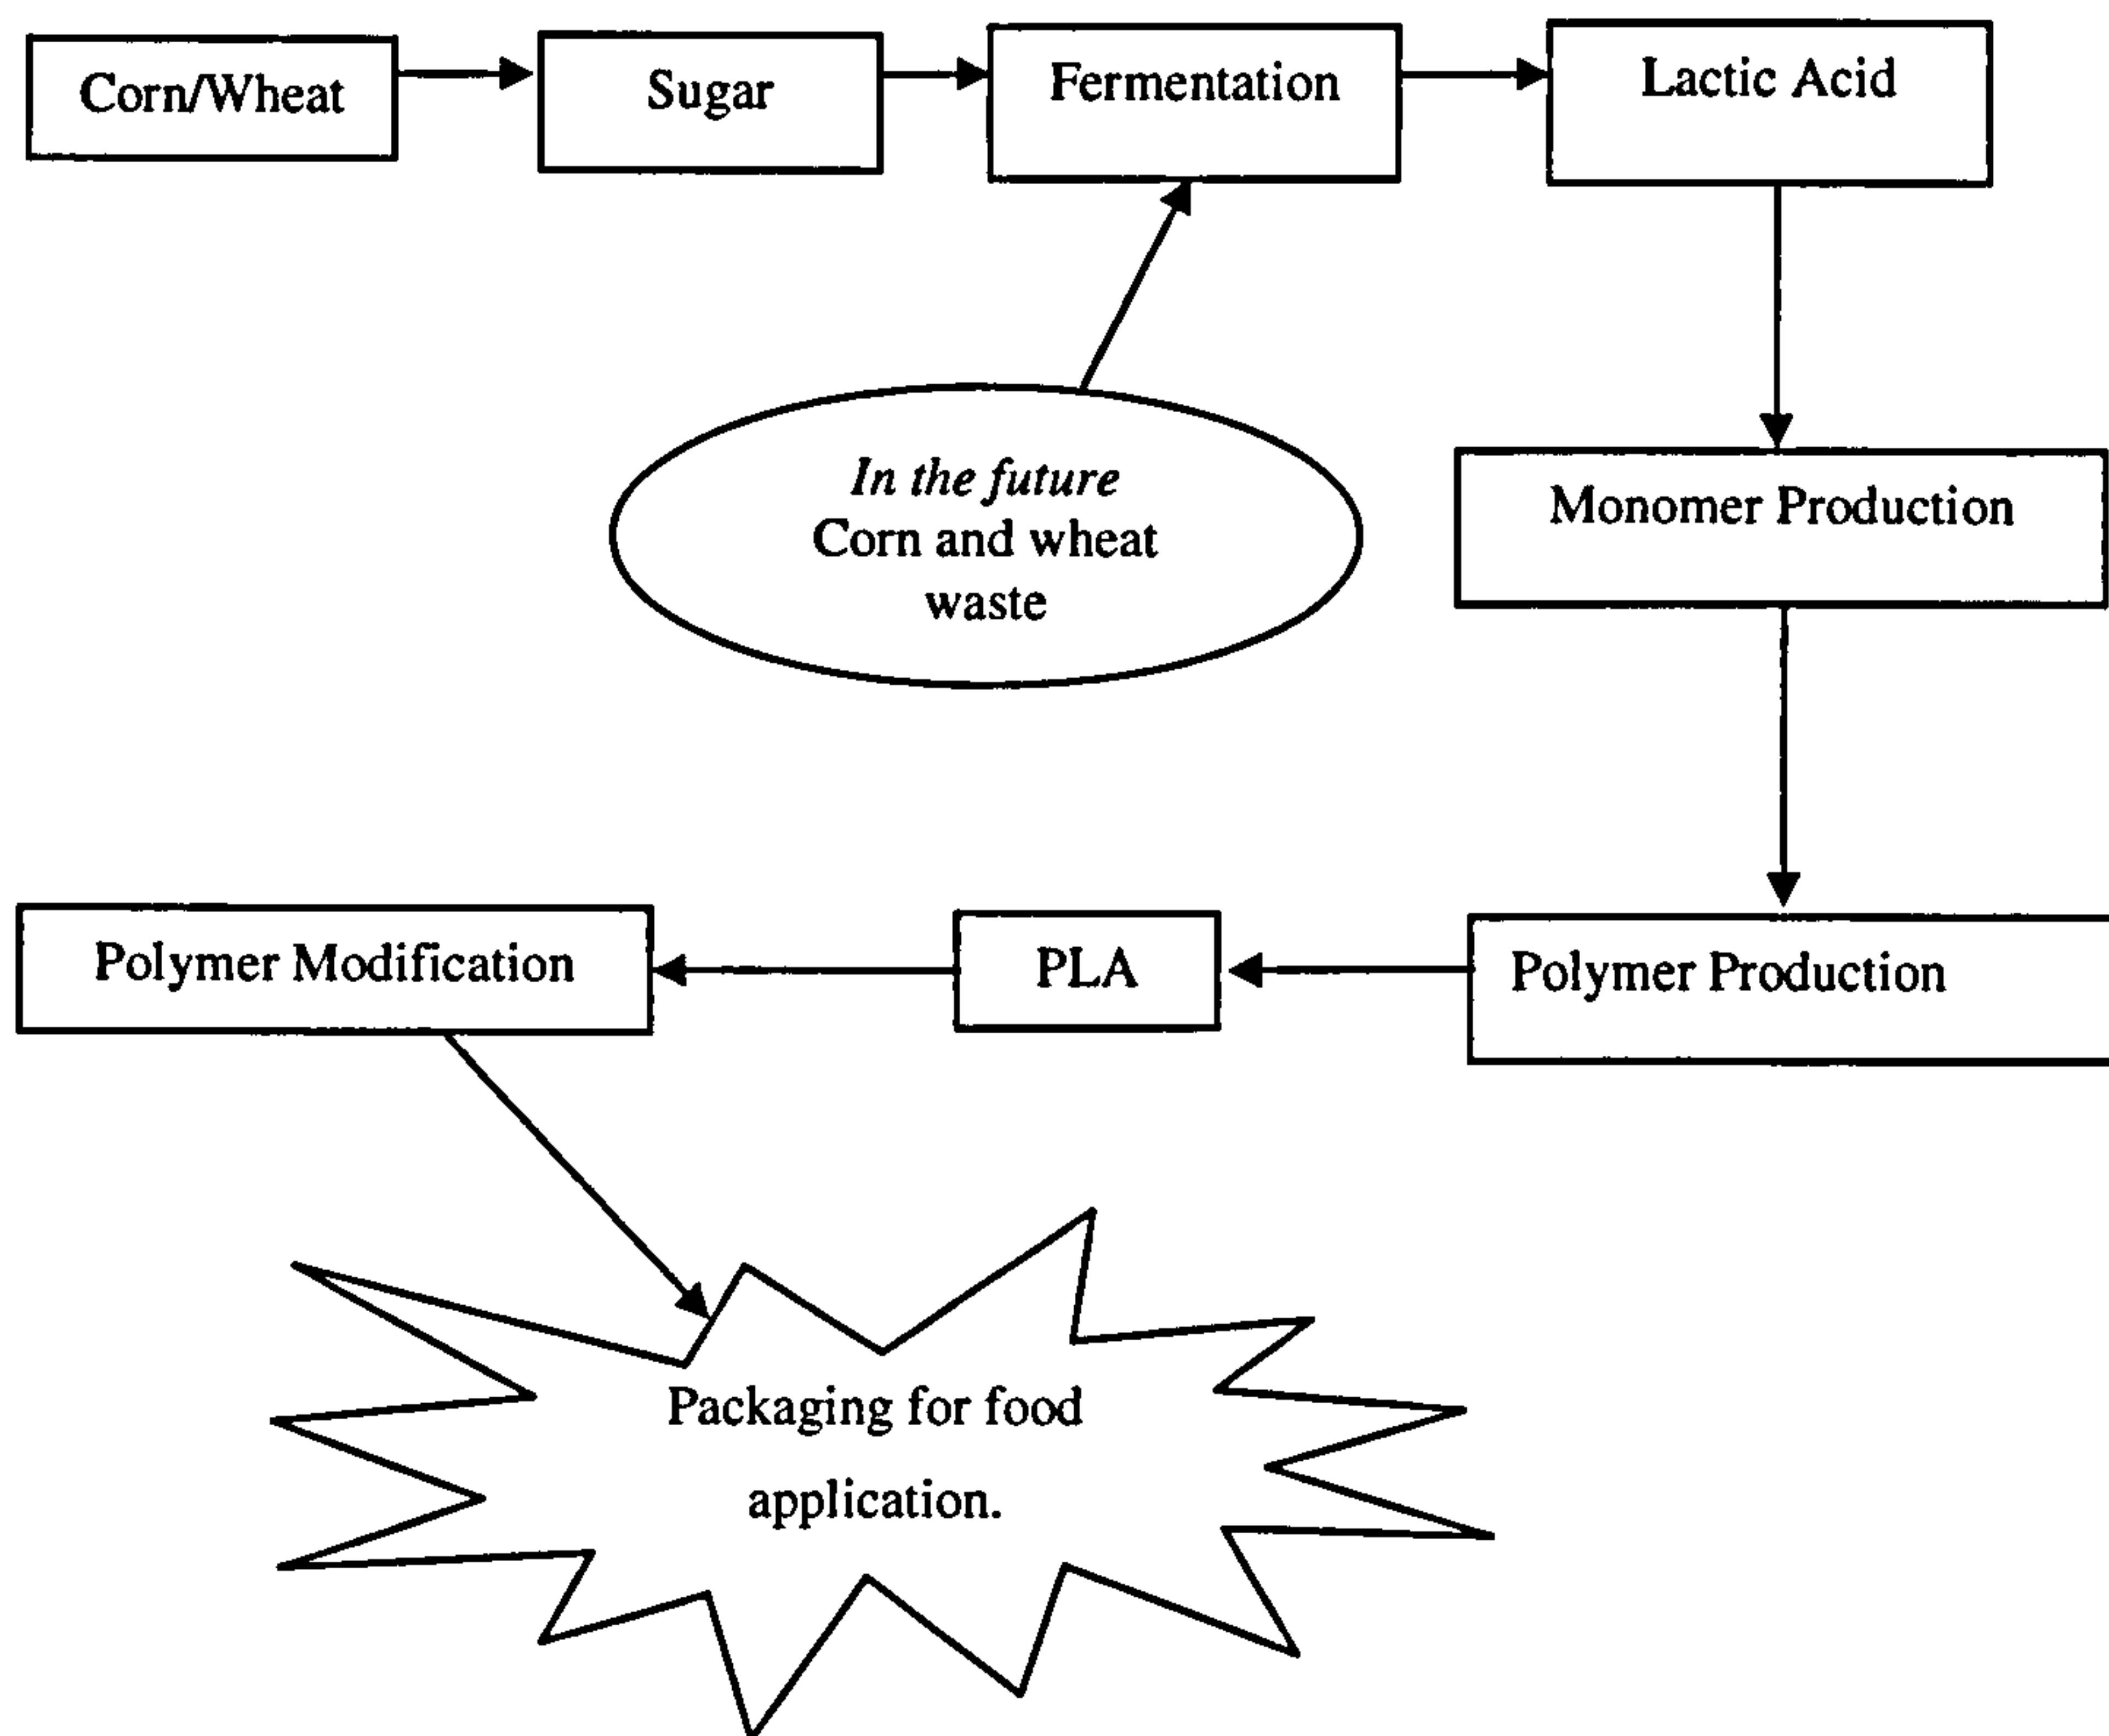 Corn/Wheat
Sugar
Fermentation
Lactic Acid
In the future
Corn and wheat
waste
Monomer Production
Polymer Modification
PLA
Polymer Production
Packaging for food
application.